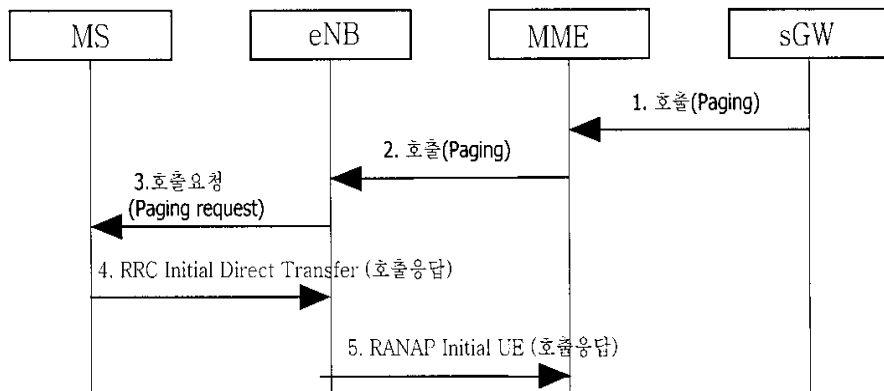 MS
eNB
MME
sGW
1. 호출(Paging)
2. 호출(Paging)
3.호출요청
(Paging request)
4. RRC Initial Direct Transfer (호출응답)
5. RANAP Initial UE (호출응답)